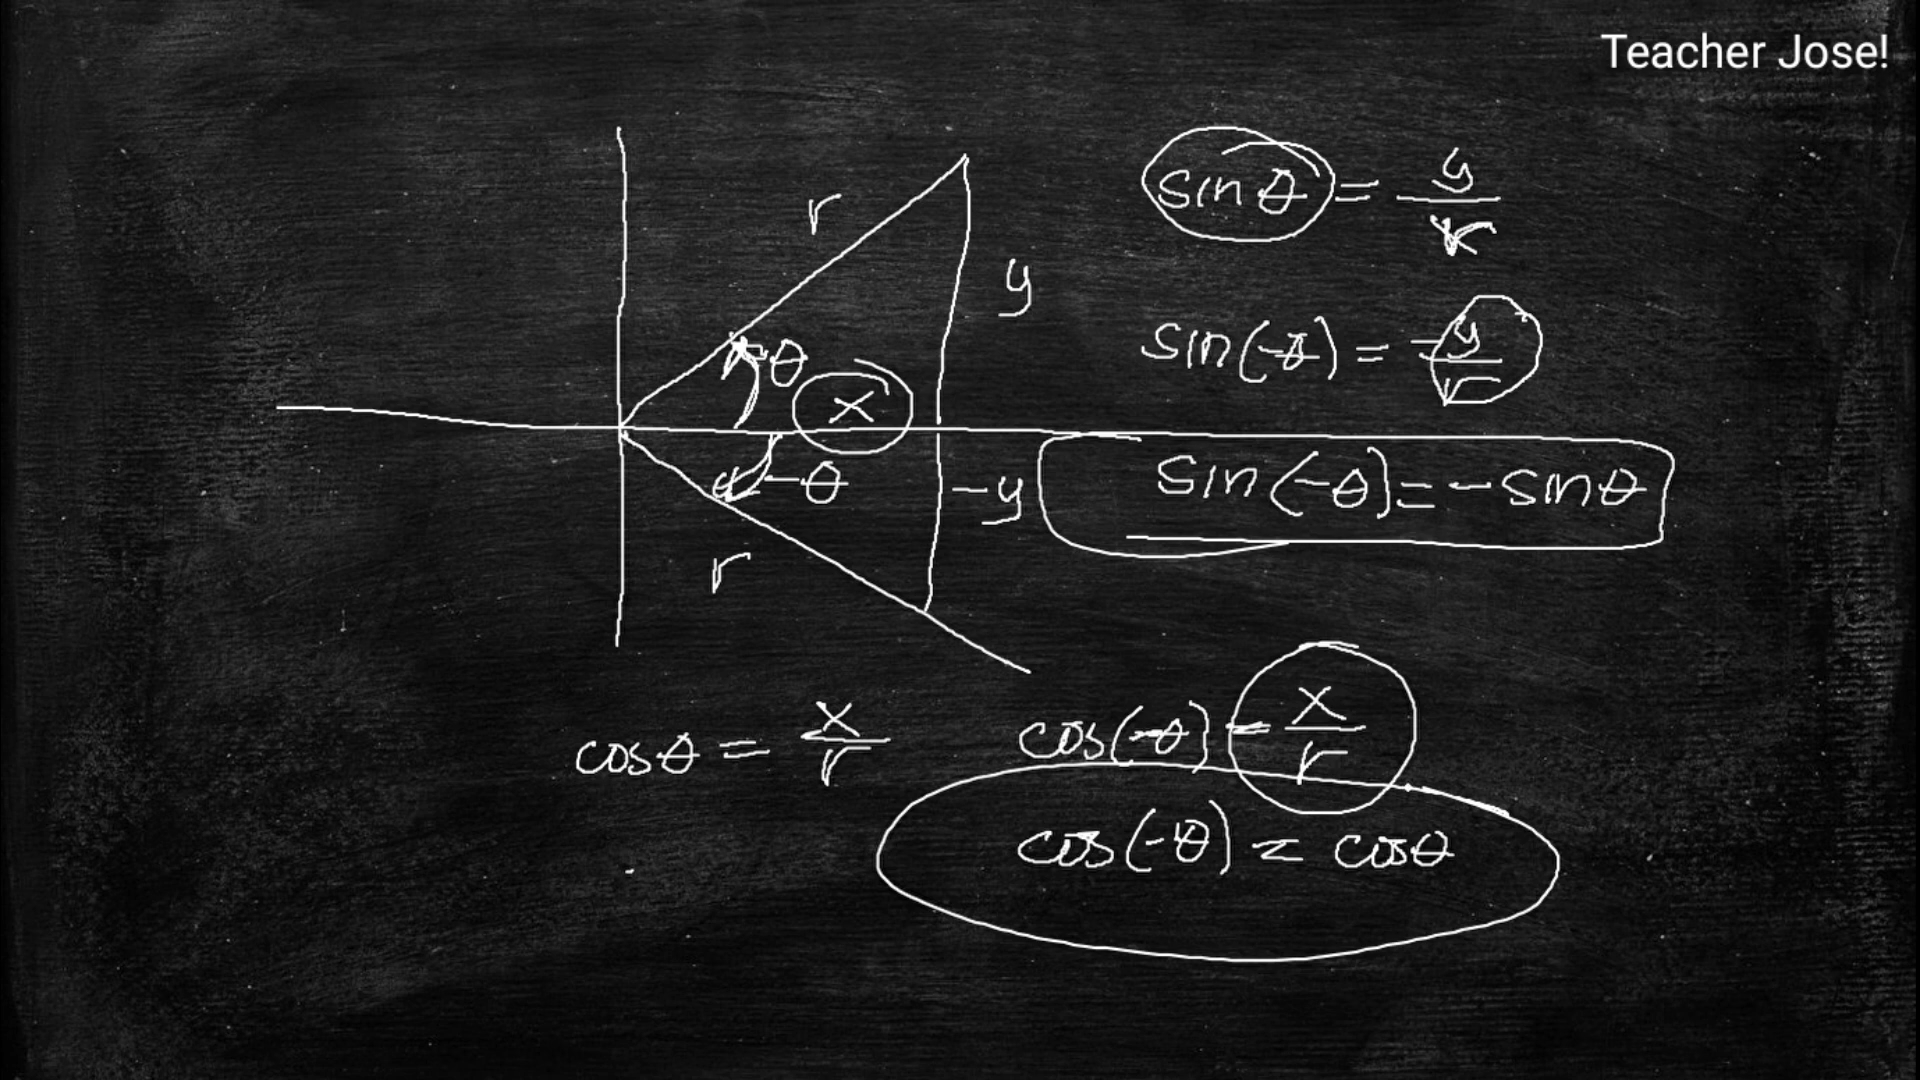 Teacher Jose!
sinθ = y/r
r
y
sin(-θ) = -y/r
θ
x
-θ
-y
sin(-θ) = -sinθ
r
cosθ = x/r
cos(-θ) = x/r
cos(-θ) = cosθ